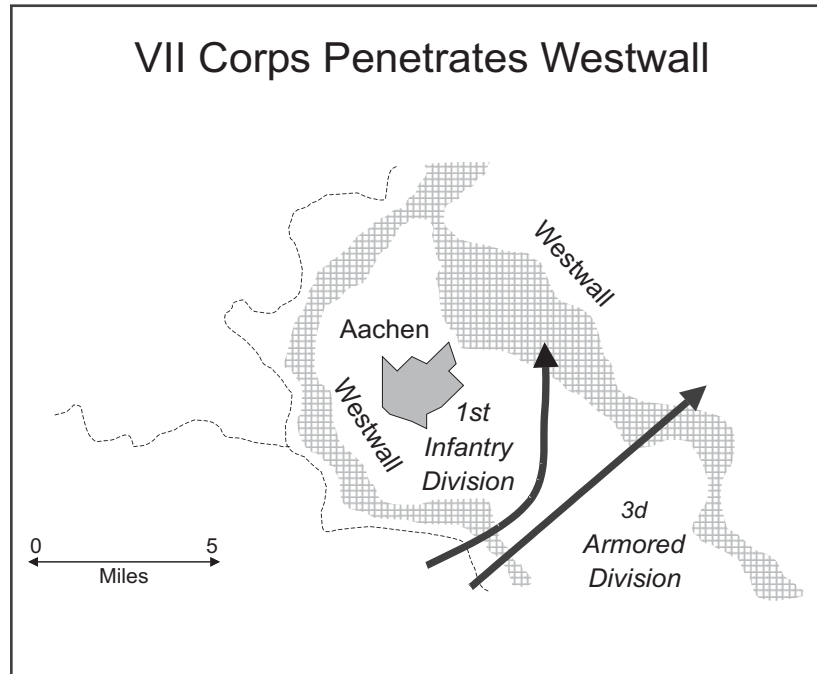 VII Corps Penetrates Westwall
Westwall
Aachen
Westwall
1st
Infantry
Division
3d
Armored
Division
0 5
Miles